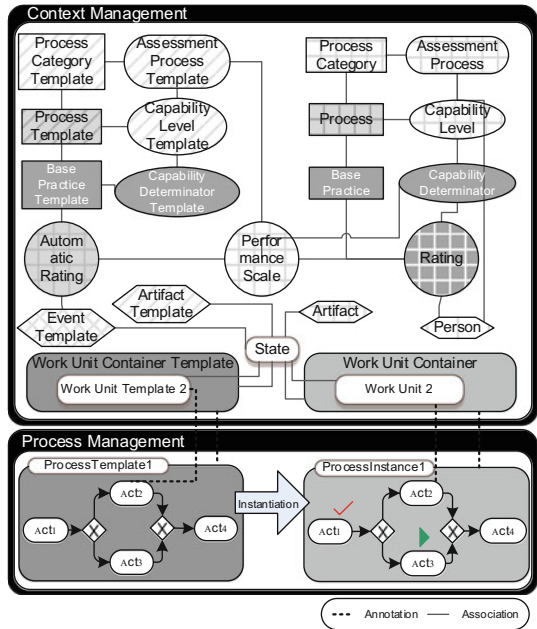 Context Management
Process
Category
Template
Assessment
Process
Template
Process
Category
Assessment
Process
Process
Template
Capability
Level
Template
Process
Capability
Level
Base
Practice
Template
Capability
Determinator
Template
Base
Practice
Capability
Determinator
Autom
atic
Rating
Perfor
mance
Scale
Rating
Artifact
Template
Artifact
Event
Template
Person
State
Work Unit Container Template
Work Unit Template 2
Work Unit Container
Work Unit 2
Process Management
ProcessTemplate1
ProcessInstance1
Act1
Act2
X
X
Act3
Act4
Instantiation
Act1
Act2
X
X
Act3
Act4
Annotation
Association